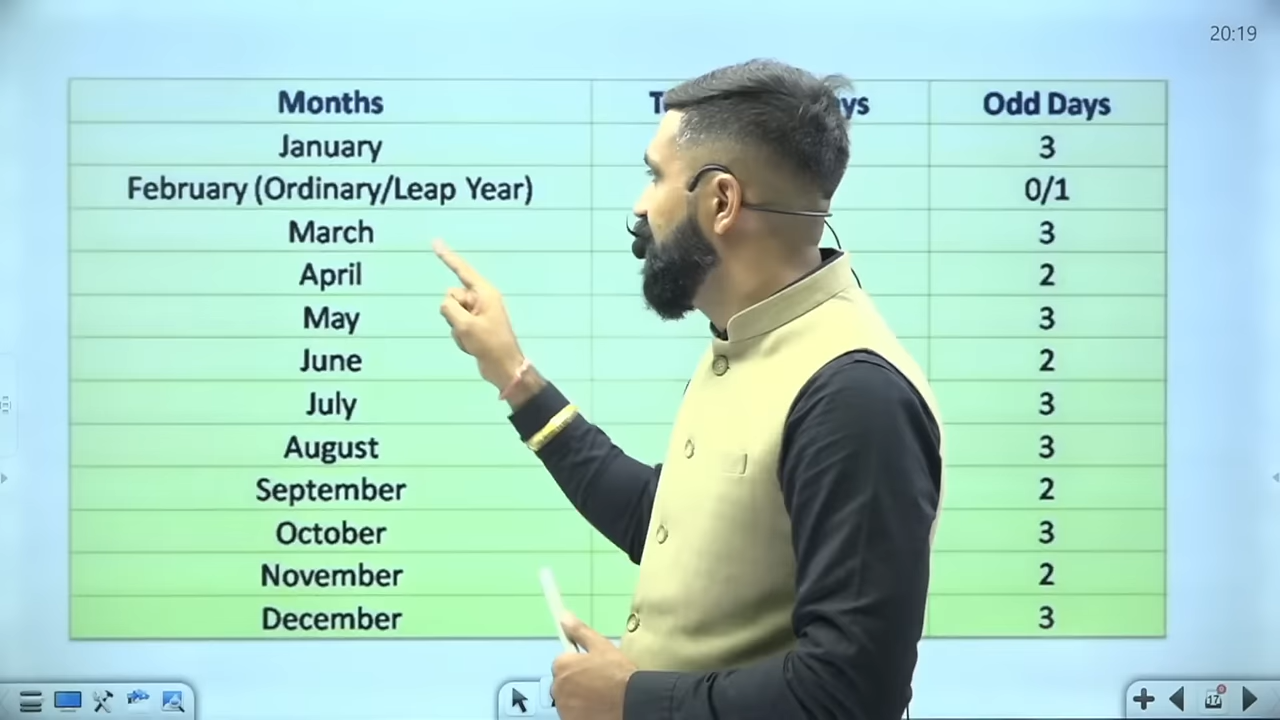 20:19
Months Odd Days
January 3
February (Ordinary/Leap Year) 0/1
March 3
April 2
May 3
June 2
July 3
August 3
September 2
October 3
November 2
December 3
17